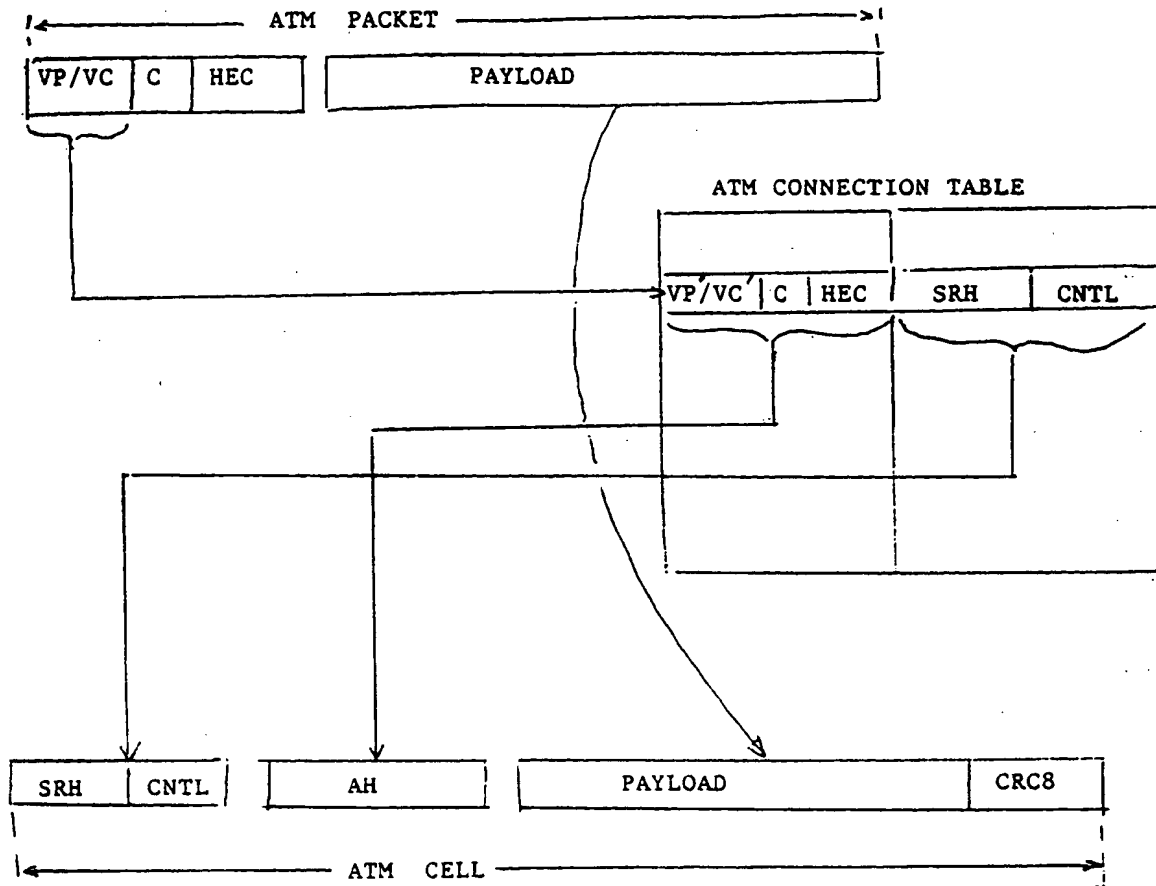 ATM PACKET
VP/VC C HEC PAYLOAD
ATM CONNECTION TABLE
VP'/VC' C HEC SRH CNTL
SRH CNTL AH PAYLOAD CRC8
ATM CELL